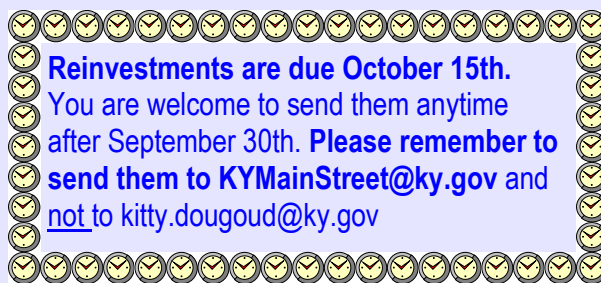 Reinvestments are due October 15th.
You are welcome to send them anytime
after September 30th. Please remember to
send them to KYMainStreet@ky.gov and
not to kitty.dougoud@ky.gov